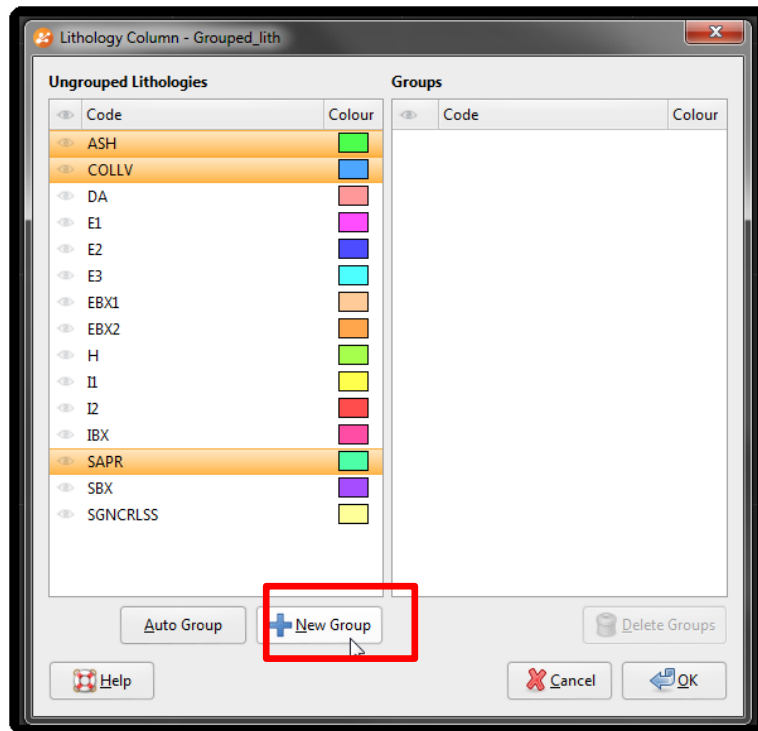 Lithology Column - Grouped_lith
Ungrouped Lithologies
Groups
Code Colour
Code Colour
ASH
COLLV
DA
E1
E2
E3
EBX1
EBX2
H
I1
I2
IBX
SAPR
SBX
SGNCRLSS
Auto Group
New Group
Delete Groups
Help
Cancel
OK